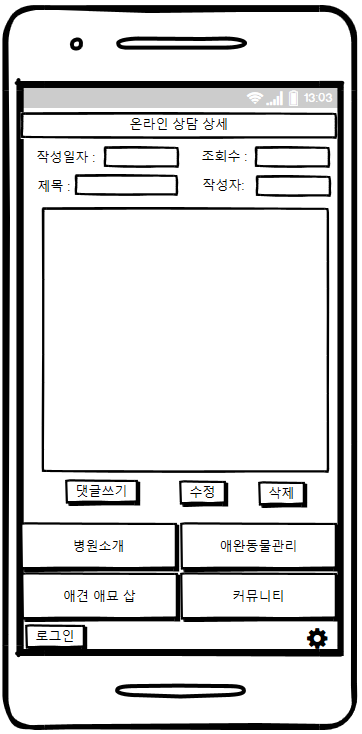 13:03
온라인 상담 상세
작성일자 : 조회수 :
제목 : 작성자:
댓글쓰기 수정 삭제
병원소개 애완동물관리
애견 애묘 샵 커뮤니티
로그인